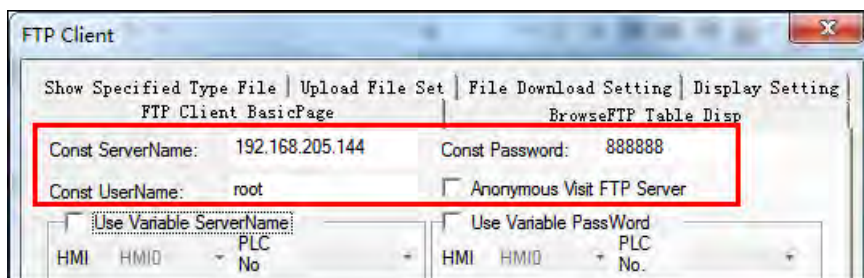 FTP Client
Show Specified Type File | Upload File Set | File Download Setting | Display Setting
FTP Client BasicPage | BrowseFTP Table Disp
Const ServerName: 192.168.205.144 Const Password: 888888
Const UserName: root Anonymous Visit FTP Server
Use Variable ServerName Use Variable PassWord
HMI HMI0 PLC No HMI HMI0 PLC No.